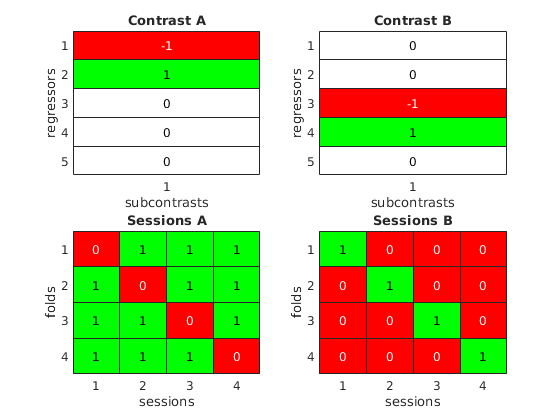 Contrast A
1 -1
2 1
3 0
4 0
5 0
regressors
1
subcontrasts
Contrast B
1 0
2 0
3 -1
4 1
5 0
regressors
1
subcontrasts
Sessions A
1 0 1 1 1
2 1 0 1 1
3 1 1 0 1
4 1 1 1 0
folds
1 2 3 4
sessions
Sessions B
1 1 0 0 0
2 0 1 0 0
3 0 0 1 0
4 0 0 0 1
folds
1 2 3 4
sessions